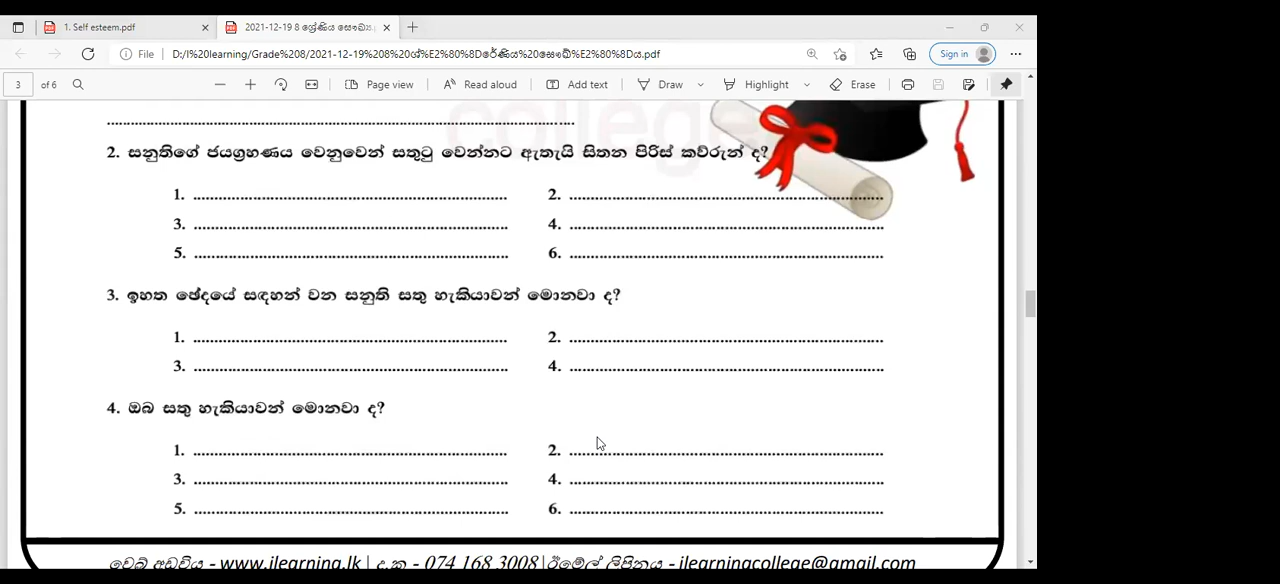 1. Self esteem.pdf
2021-12-19 8 ශ්‍රේණිය සෞඛ්‍ය.
File D:/I%20learning/Grade%208/2021-12-19%208%20ශ්%E2%80%8Dරේණිය%20සෞඛ්%E2%80%8Dය.pdf
Sign in
3 of 6 Page view Read aloud Add text Draw Highlight Erase
college
2. සනුතිගේ ජයග්‍රහණය වෙනුවෙන් සතුටු වෙන්නට ඇතැයි සිතන පිරිස් කව්රුන් ද?
1. ............................................................ 2. ............................................................
3. ............................................................ 4. ............................................................
5. ............................................................ 6. ............................................................
3. ඉහත ඡේදයේ සඳහන් වන සනුති සතු හැකියාවන් මොනවා ද?
1. ............................................................ 2. ............................................................
3. ............................................................ 4. ............................................................
4. ඔබ සතු හැකියාවන් මොනවා ද?
1. ............................................................ 2. ............................................................
3. ............................................................ 4. ............................................................
5. ............................................................ 6. ............................................................
වෙබ් අඩවිය - www.ilearning.lk | දු.ක - 074 168 3008 | ඊමේල් ලිපිනය - ilearningcollege@gmail.com